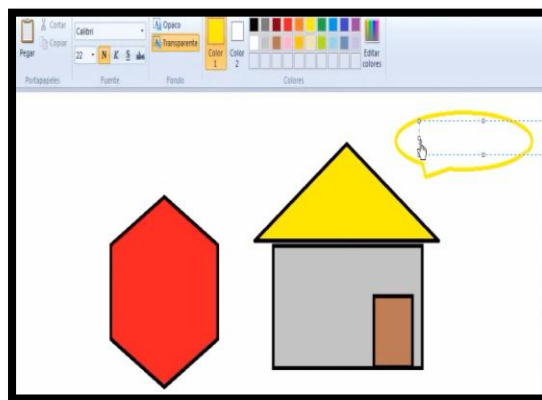 Cortar
Calibri
Opaco
Copiar
Transparente
Pegar
22
N K S abc
Color 1
Color 2
Editar colores
Portapapeles
Fuente
Fondo
Colores